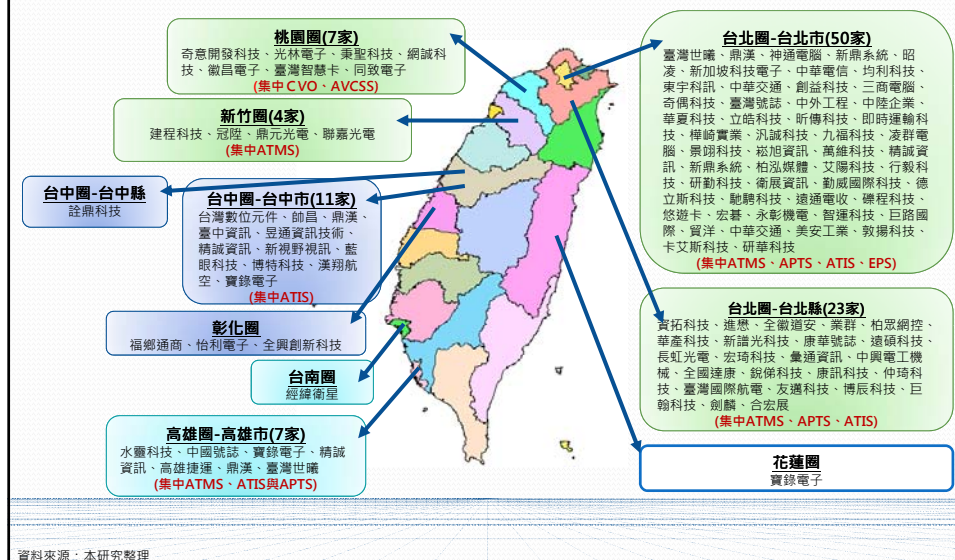 桃園圈(7家)
奇意開發科技、光林電子、秉聖科技、網誠科
技、徽昌電子、臺灣智慧卡、同致電子
(集中CVO、AVCSS)
新竹圈(4家)
建程科技、冠陞、鼎元光電、聯嘉光電
(集中ATMS)
台中圈-台中縣
詮鼎科技
台中圈-台中市(11家)
台灣數位元件、帥昌、鼎漢、
臺中資訊、昱通資訊技術、
精誠資訊、新視野視訊、藍
眼科技、博特科技、漢翔航
空、寶錄電子
(集中ATIS)
彰化圈
福鄉通商、怡利電子、全興創新科技
台南圈
經緯衛星
高雄圈-高雄市(7家)
水靈科技、中國號誌、寶錄電子、精誠
資訊、高雄捷運、鼎漢、臺灣世曦
(集中ATMS、ATIS與APTS)
台北圈-台北市(50家)
臺灣世曦、鼎漢、神通電腦、新鼎系統、昭
凌、新加坡科技電子、中華電信、均利科技、
東宇科訊、中華交通、創益科技、三商電腦、
奇偶科技、臺灣號誌、中外工程、中陸企業、
華夏科技、立皓科技、昕傳科技、即時運輸科
技、樺崎實業、汎誠科技、九福科技、凌群電
腦、景翊科技、崧旭資訊、萬維科技、精誠資
訊、新鼎系統、柏泓媒體、艾陽科技、行毅科
技、研勤科技、衛展資訊、勤威國際科技、德
立斯科技、馳聘科技、遠通電收、礫程科技、
悠遊卡、宏碁、永彰機電、智運科技、巨路國
際、貿洋、中華交通、美安工業、敦揚科技、
卡艾斯科技、研華科技
(集中ATMS、APTS、ATIS、EPS)
台北圈-台北縣(23家)
資拓科技、進懋、全徽道安、業群、柏眾網控、
華產科技、新譜光科技、康華號誌、遠碩科技、
長虹光電、宏琦科技、彙通資訊、中興電工機
械、全國達康、銳俤科技、康訊科技、仲琦科
技、臺灣國際航電、友邁科技、博辰科技、巨
翰科技、劍麟、合宏展
(集中ATMS、APTS、ATIS)
花蓮圈
寶錄電子
資料來源：本研究整理